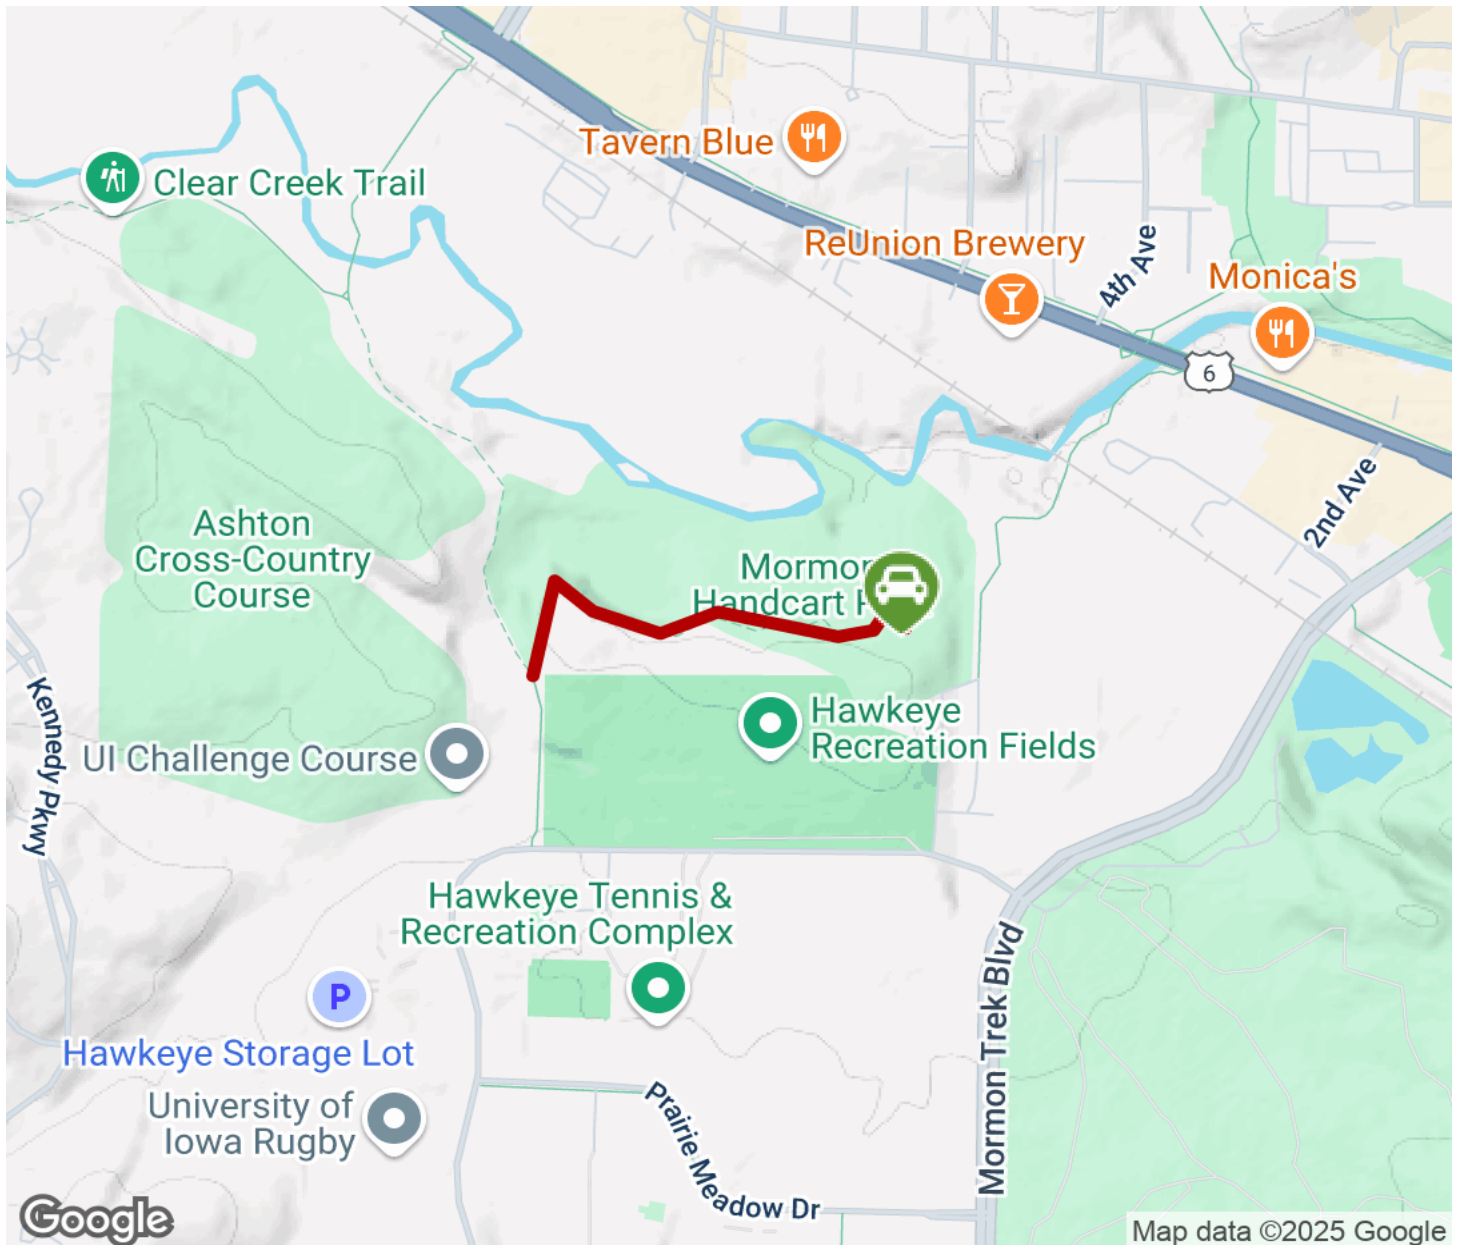 Tavern Blue
Clear Creek Trail
ReUnion Brewery
4th Ave
Monica's
6
2nd Ave
Ashton
Cross-Country
Course
Mormon
Handcart
Hawkeye
Recreation Fields
UI Challenge Course
Kennedy Pkwy
Hawkeye Tennis &
Recreation Complex
P
Hawkeye Storage Lot
Mormon Trek Blvd
University of
Iowa Rugby
Prairie Meadow Dr
Google
Map data ©2025 Google